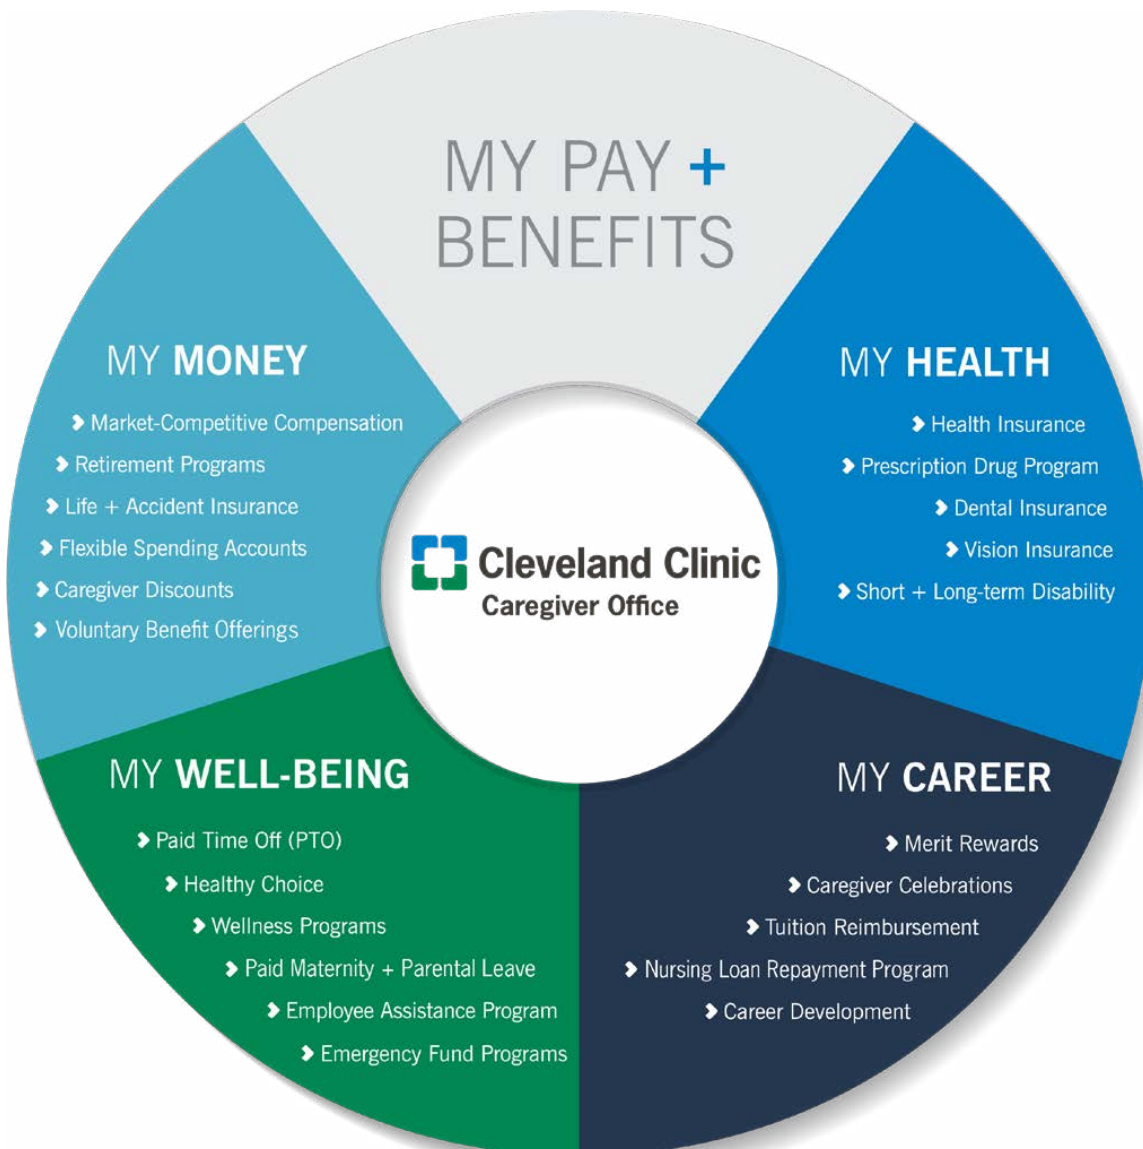 MY PAY +
BENEFITS
MY MONEY
Market-Competitive Compensation
Retirement Programs
Life + Accident Insurance
Flexible Spending Accounts
Caregiver Discounts
Voluntary Benefit Offerings
MY HEALTH
Health Insurance
Prescription Drug Program
Dental Insurance
Vision Insurance
Short + Long-term Disability
Cleveland Clinic
Caregiver Office
MY WELL-BEING
Paid Time Off (PTO)
Healthy Choice
Wellness Programs
Paid Maternity + Parental Leave
Employee Assistance Program
Emergency Fund Programs
MY CAREER
Merit Rewards
Caregiver Celebrations
Tuition Reimbursement
Nursing Loan Repayment Program
Career Development